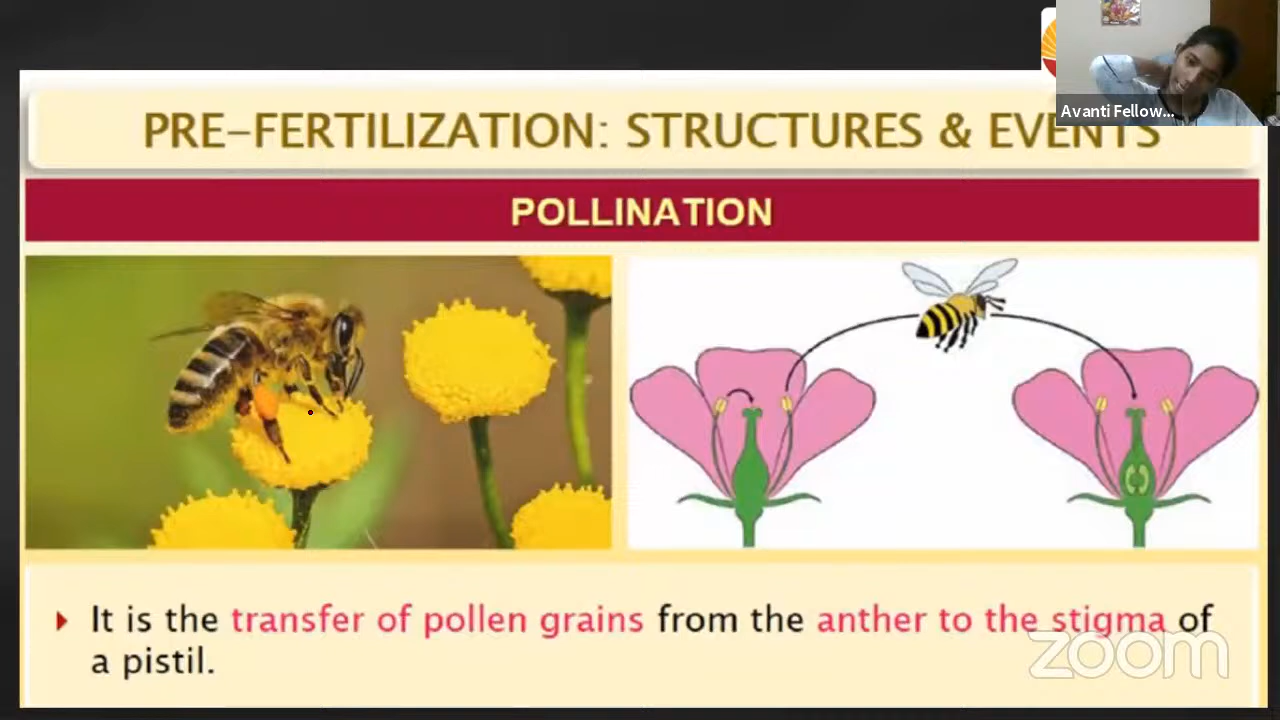 Avanti Fellow...
PRE-FERTILIZATION: STRUCTURES & EVENTS
POLLINATION
It is the transfer of pollen grains from the anther to the stigma of
a pistil.
zoom